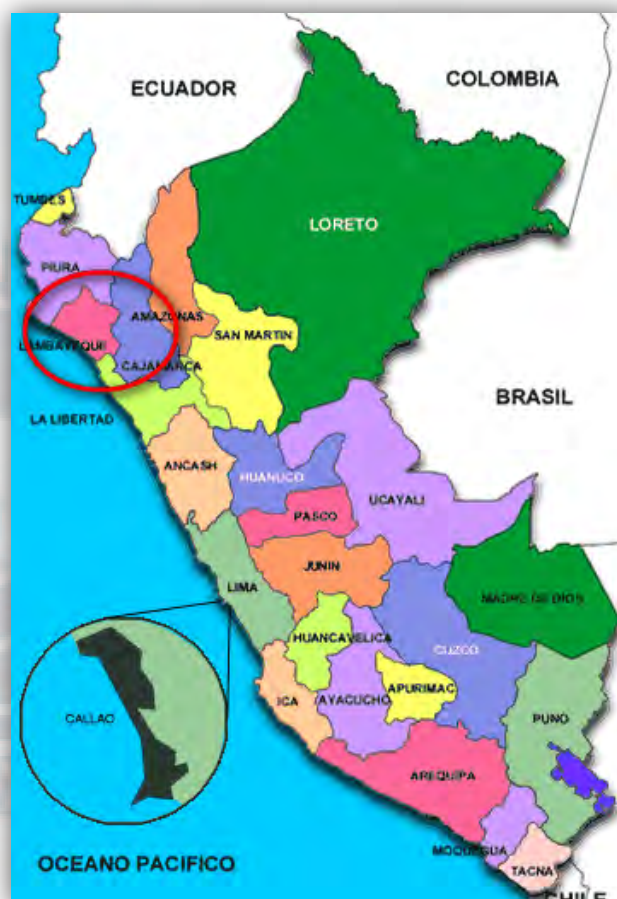 COLOMBIA
ECUADOR
TUMBES
LORETO
PIURA
AMAZONAS
SAN MARTIN
LAMBAYEQUE
CAJAMARCA
BRASIL
LA LIBERTAD
ANCASH
HUANUCO
UCAYALI
PASCO
JUNIN
LIMA
MADRE DE DIOS
HUANCAVELICA
CUZCO
APURIMAC
ICA
AYACUCHO
PUNO
CALLAO
AREQUIPA
MOQUEGUA
OCEANO PACIFICO
TACNA
CHILE